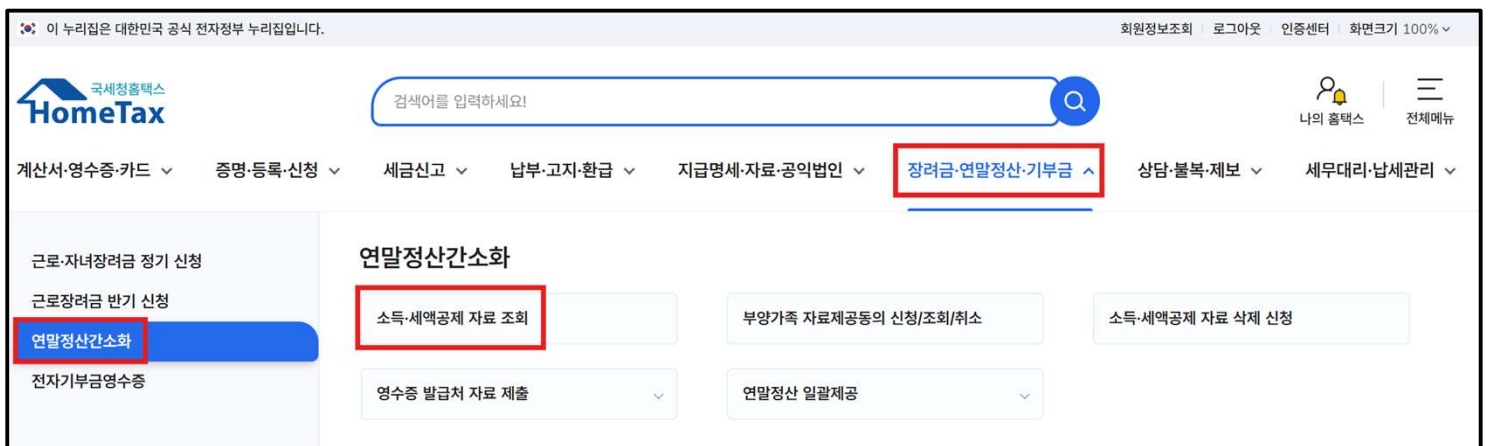 이 누리집은 대한민국 공식 전자정부 누리집입니다.
회원정보조회 로그아웃 인증센터 화면크기 100%
국세청홈택스
HomeTax
검색어를 입력하세요!
나의 홈택스 전체메뉴
계산서·영수증·카드 증명·등록·신청 세금신고 납부·고지·환급 지급명세·자료·공익법인 장려금·연말정산·기부금 상담·불복·제보 세무대리·납세관리
근로·자녀장려금 정기 신청
근로장려금 반기 신청
연말정산간소화
전자기부금영수증
연말정산간소화
소득·세액공제 자료 조회 부양가족 자료제공동의 신청/조회/취소 소득·세액공제 자료 삭제 신청
영수증 발급처 자료 제출 연말정산 일괄제공